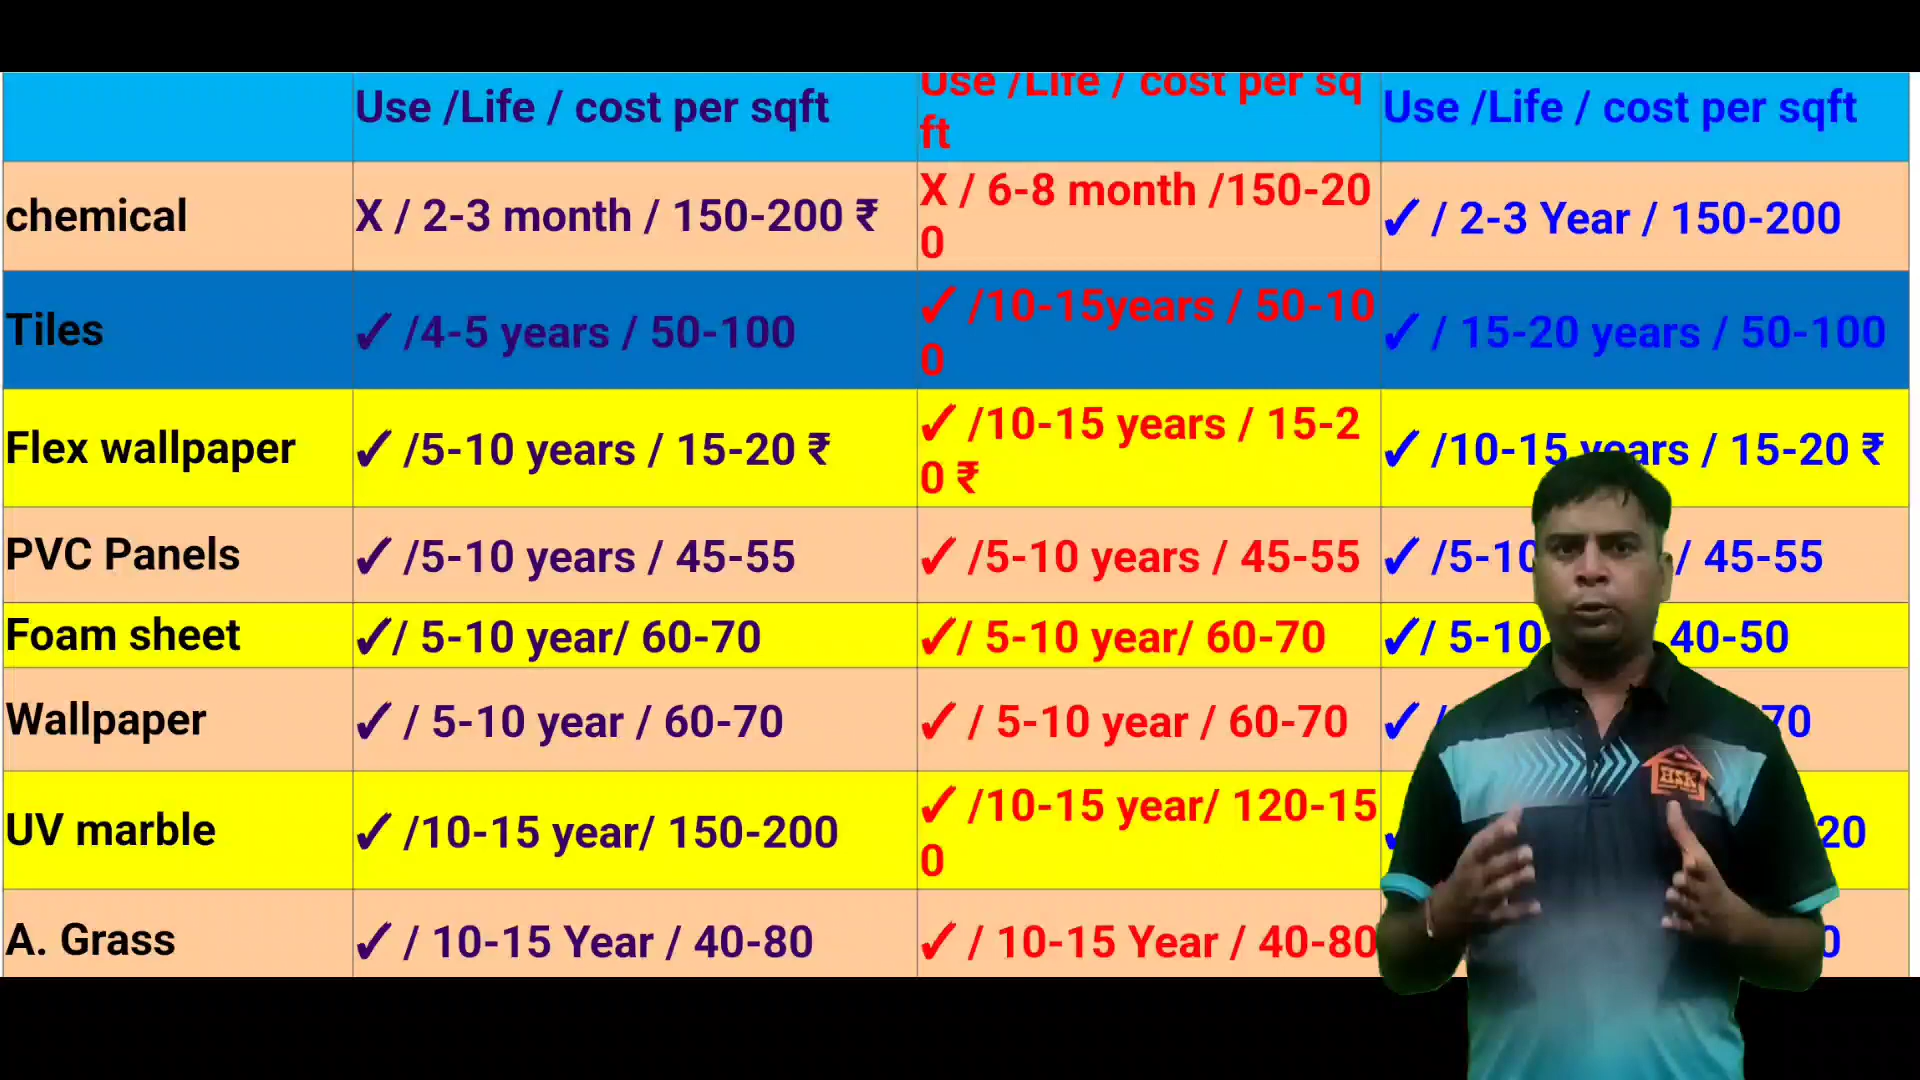 Use /Life / cost per sqft
Use /Life / cost per sq
ft
Use /Life / cost per sqft
chemical
X / 2-3 month / 150-200 ₹
X / 6-8 month /150-20
0
✓ / 2-3 Year / 150-200
Tiles
✓ /4-5 years / 50-100
✓ /10-15years / 50-10
0
✓ / 15-20 years / 50-100
Flex wallpaper
✓ /5-10 years / 15-20 ₹
✓ /10-15 years / 15-2
0 ₹
✓ /10-15 years / 15-20 ₹
PVC Panels
✓ /5-10 years / 45-55
✓ /5-10 years / 45-55
✓ /5-10 / 45-55
Foam sheet
✓/ 5-10 year/ 60-70
✓/ 5-10 year/ 60-70
✓/ 5-10 40-50
Wallpaper
✓ / 5-10 year / 60-70
✓ / 5-10 year / 60-70
✓ / 70
UV marble
✓ /10-15 year/ 150-200
✓ /10-15 year/ 120-15
0
20
A. Grass
✓ / 10-15 Year / 40-80
✓ / 10-15 Year / 40-80
0
HSK